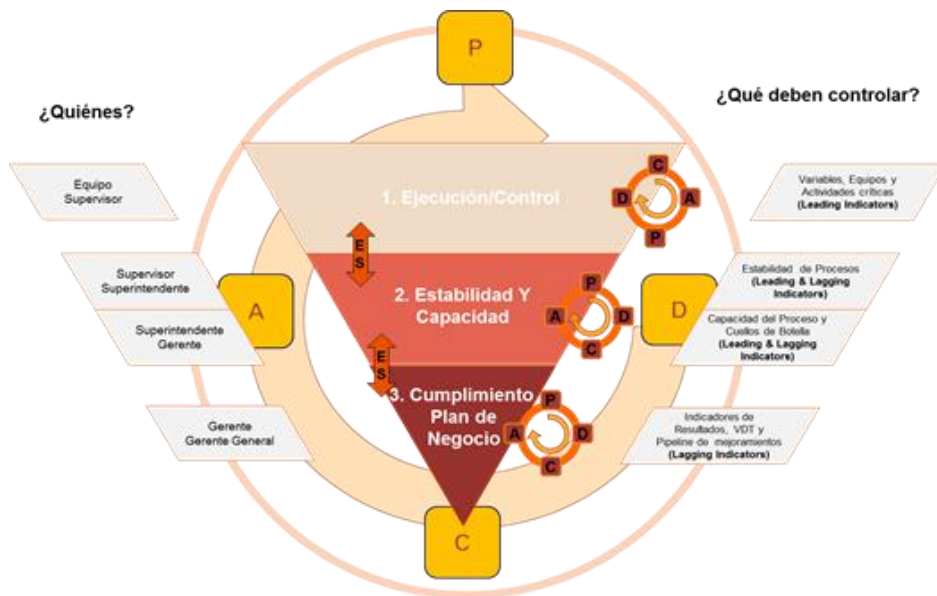 P
¿Quiénes?
¿Qué deben controlar?
Equipo
Supervisor
1. Ejecución/Control
C
D
A
P
Variables, Equipos y
Actividades críticas
(Leading Indicators)
E
S
Supervisor
Superintendente
A
2. Estabilidad Y
Capacidad
P
A
D
C
D
Estabilidad de Procesos
(Leading & Lagging
Indicators)
Superintendente
Gerente
Capacidad del Proceso y
Cuellos de Botella
(Leading & Lagging
Indicators)
E
S
3. Cumplimiento
Plan de
Negocio
P
A
D
C
Gerente
Gerente General
Indicadores de
Resultados, VDT y
Pipeline de mejoramientos
(Lagging Indicators)
C